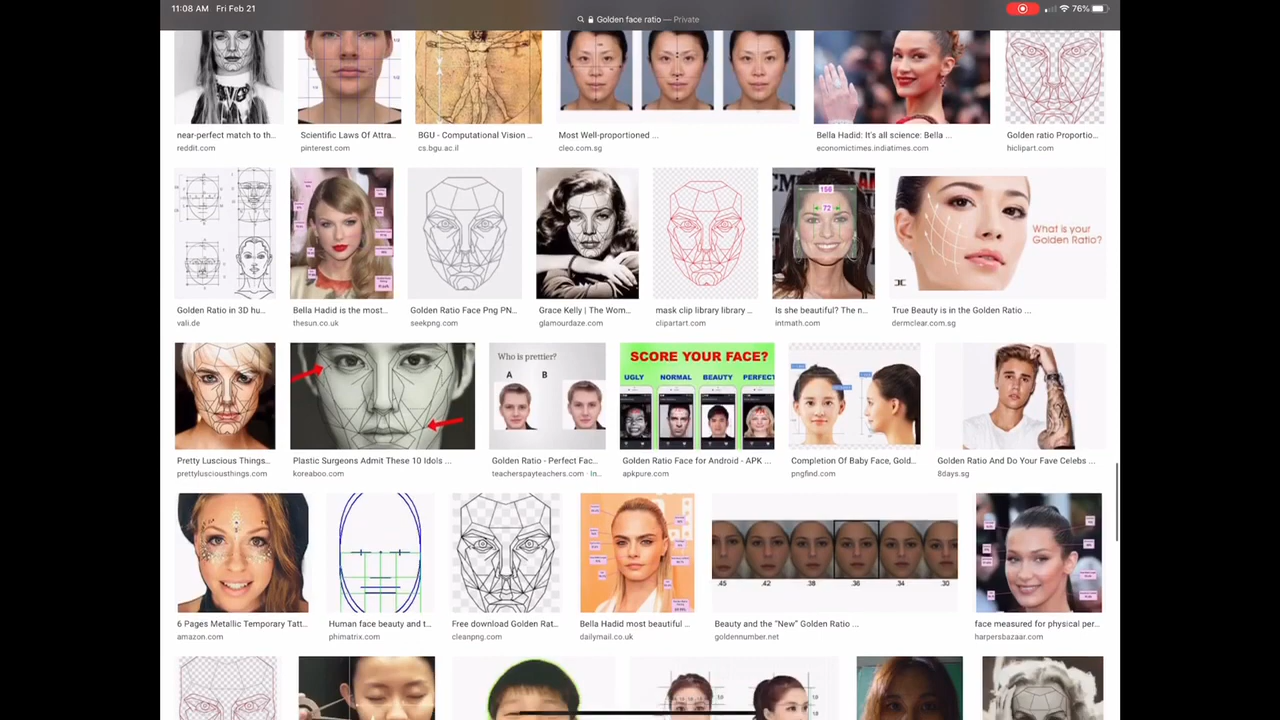 11:08 AM Fri Feb 21
76%
Golden face ratio — Private
near-perfect match to th...
reddit.com
Scientific Laws Of Attra...
pinterest.com
BGU - Computational Vision ...
cs.bgu.ac.il
Most Well-proportioned ...
cleo.com.sg
Bella Hadid: It's all science: Bella ...
economictimes.indiatimes.com
Golden ratio Proportio...
hiclipart.com
156
72
What is your
Golden Ratio?
Golden Ratio in 3D hu...
vali.de
Bella Hadid is the most...
thesun.co.uk
Golden Ratio Face Png PN...
seekpng.com
Grace Kelly | The Wom...
glamourdaze.com
mask clip library library ...
clipartart.com
Is she beautiful? The n...
intmath.com
True Beauty is in the Golden Ratio ...
dermclear.com.sg
Who is prettier?
A B
SCORE YOUR FACE?
UGLY NORMAL BEAUTY PERFECT
Pretty Luscious Things...
prettylusciousthings.com
Plastic Surgeons Admit These 10 Idols ...
koreaboo.com
Golden Ratio - Perfect Fac...
teacherspayteachers.com · In...
Golden Ratio Face for Android - APK ...
apkpure.com
Completion Of Baby Face, Gold...
pngfind.com
Golden Ratio And Do Your Fave Celebs ...
8days.sg
.45 .42 .38 .36 .34 .30
6 Pages Metallic Temporary Tatt...
amazon.com
Human face beauty and t...
phimatrix.com
Free download Golden Rat...
cleanpng.com
Bella Hadid most beautiful ...
dailymail.co.uk
Beauty and the "New" Golden Ratio ...
goldennumber.net
face measured for physical per...
harpersbazaar.com